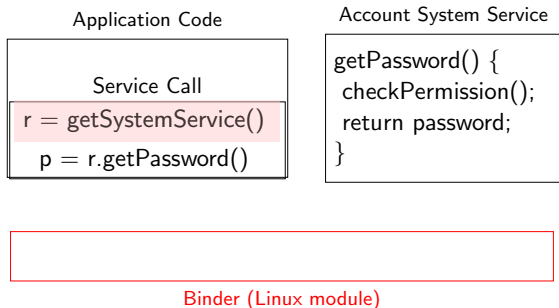 Application Code
Service Call
r = getSystemService()
p = r.getPassword()
Account System Service
getPassword() {
checkPermission();
return password;
}
Binder (Linux module)